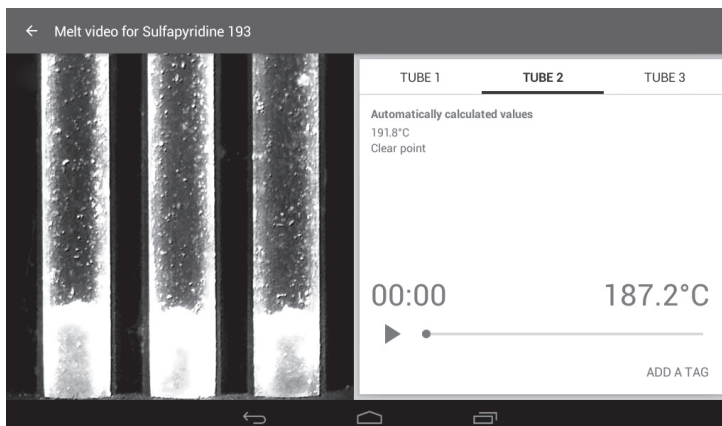 Melt video for Sulfapyridine 193
TUBE 1 TUBE 2 TUBE 3
Automatically calculated values
191.8°C
Clear point
00:00 187.2°C
ADD A TAG